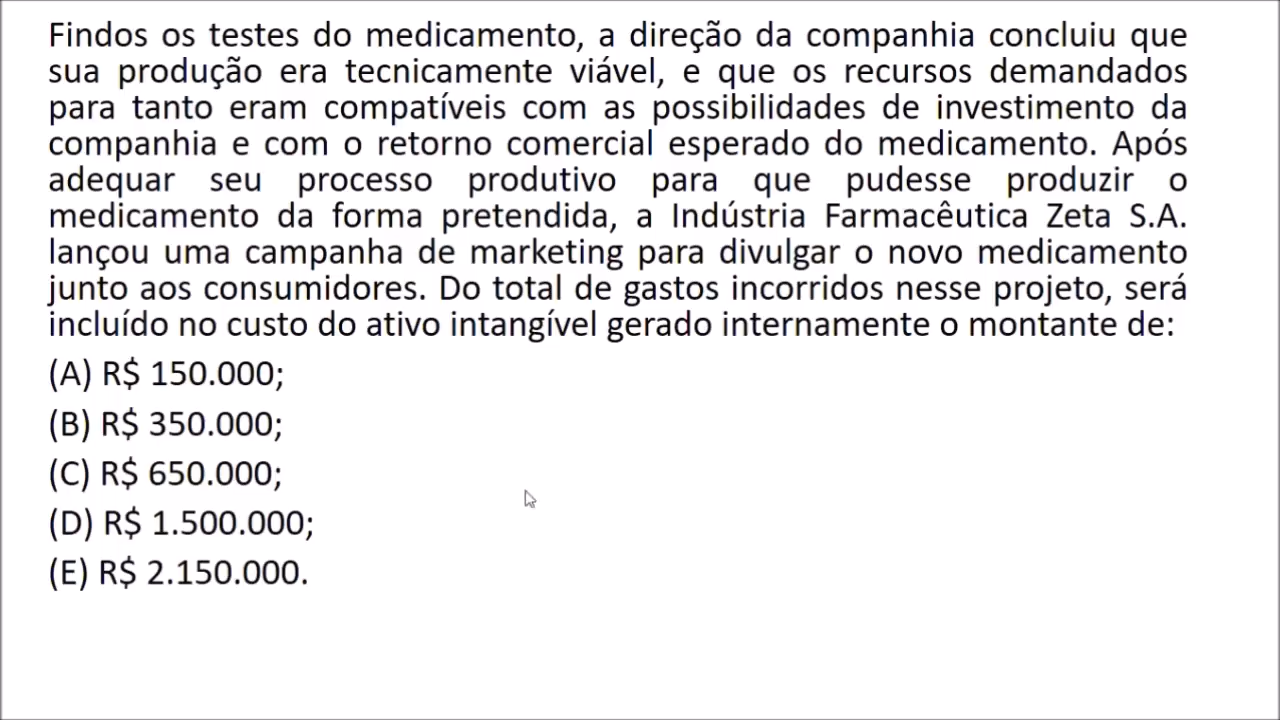 Findos os testes do medicamento, a direção da companhia concluiu que
sua produção era tecnicamente viável, e que os recursos demandados
para tanto eram compatíveis com as possibilidades de investimento da
companhia e com o retorno comercial esperado do medicamento. Após
adequar seu processo produtivo para que pudesse produzir o
medicamento da forma pretendida, a Indústria Farmacêutica Zeta S.A.
lançou uma campanha de marketing para divulgar o novo medicamento
junto aos consumidores. Do total de gastos incorridos nesse projeto, será
incluído no custo do ativo intangível gerado internamente o montante de:
(A) R$ 150.000;
(B) R$ 350.000;
(C) R$ 650.000;
(D) R$ 1.500.000;
(E) R$ 2.150.000.